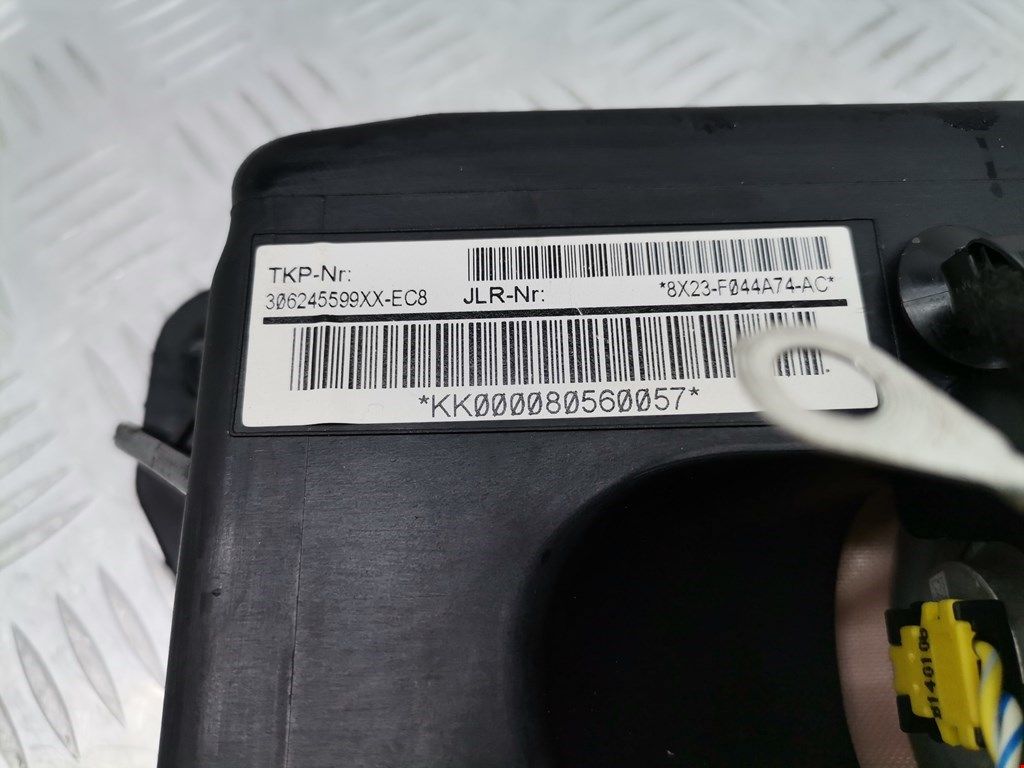 TKP-Nr:
306245599XX-EC8 JLR-Nr: *8X23-F044A74-AC*
*KK000080560057*